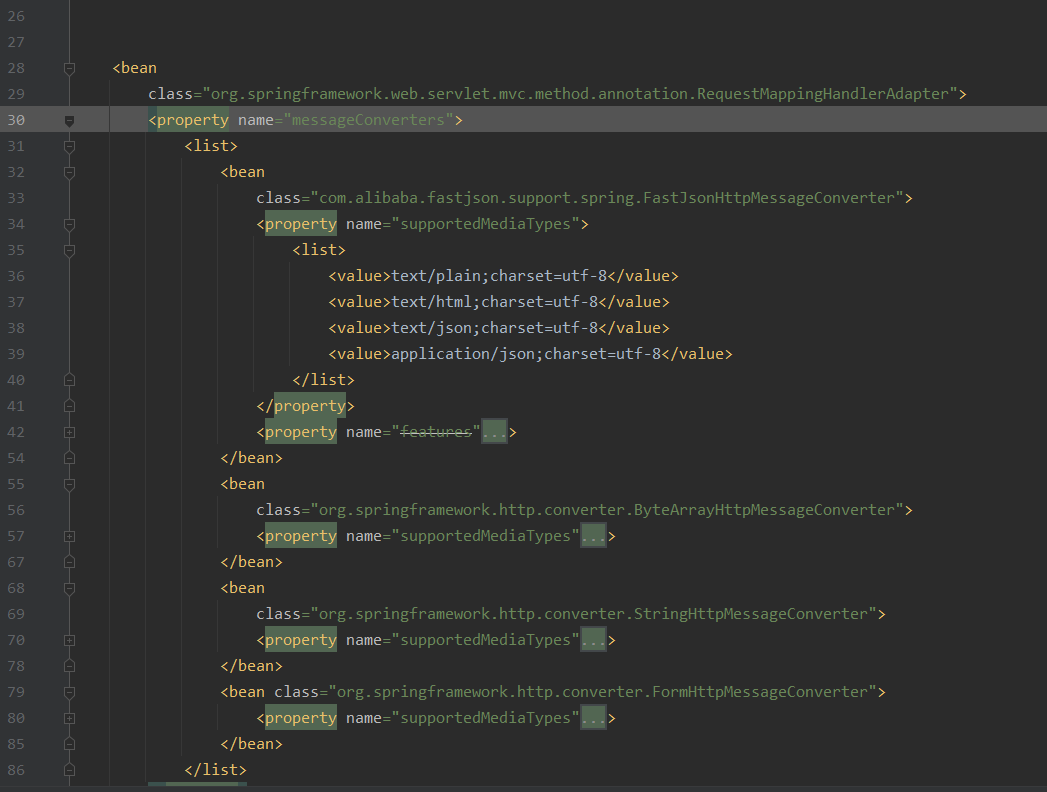 26
27
28 <bean
29 class="org.springframework.web.servlet.mvc.method.annotation.RequestMappingHandlerAdapter">
30 <property name="messageConverters">
31 <list>
32 <bean
33 class="com.alibaba.fastjson.support.spring.FastJsonHttpMessageConverter">
34 <property name="supportedMediaTypes">
35 <list>
36 <value>text/plain;charset=utf-8</value>
37 <value>text/html;charset=utf-8</value>
38 <value>text/json;charset=utf-8</value>
39 <value>application/json;charset=utf-8</value>
40 </list>
41 </property>
42 <property name="features"...>
54 </bean>
55 <bean
56 class="org.springframework.http.converter.ByteArrayHttpMessageConverter">
57 <property name="supportedMediaTypes"...>
67 </bean>
68 <bean
69 class="org.springframework.http.converter.StringHttpMessageConverter">
70 <property name="supportedMediaTypes"...>
78 </bean>
79 <bean class="org.springframework.http.converter.FormHttpMessageConverter">
80 <property name="supportedMediaTypes"...>
85 </bean>
86 </list>